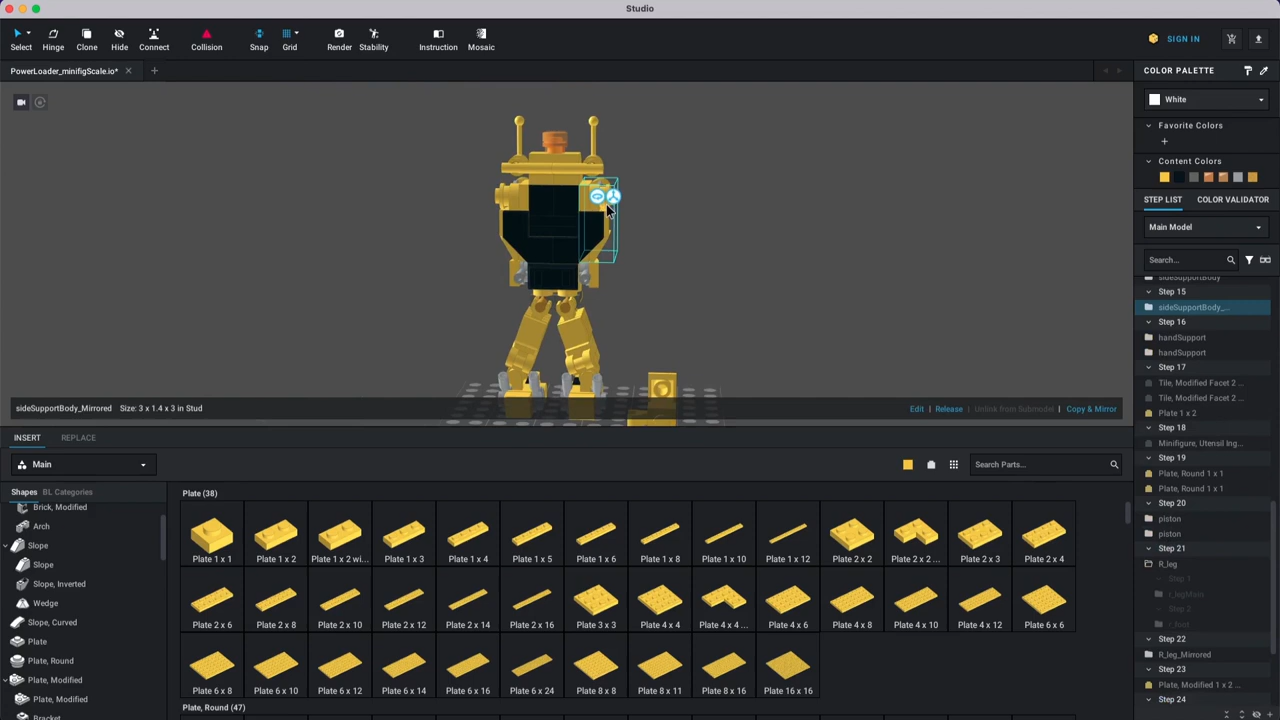 Studio
Select
Hinge
Clone
Hide
Connect
Collision
Snap
Grid
Render
Stability
Instruction
Mosaic
SIGN IN
PowerLoader_minifigScale.io*
COLOR PALETTE
White
Favorite Colors
Content Colors
STEP LIST
COLOR VALIDATOR
Main Model
Search...
sideSupportBody
Step 15
sideSupportBody_...
Step 16
handSupport
handSupport
Step 17
Tile, Modified Facet 2 ...
Tile, Modified Facet 2 ...
Plate 1 x 2
Step 18
Minifigure, Utensil Ing...
Step 19
Plate, Round 1 x 1
Plate, Round 1 x 1
Step 20
piston
piston
Step 21
R_leg
Step 1
r_legMain
Step 2
r_foot
Step 22
R_leg_Mirrored
Step 23
Plate, Modified 1 x 2 ...
Step 24
sideSupportBody_Mirrored Size: 3 x 1.4 x 3 in Stud
Edit
Release
Unlink from Submodel
Copy & Mirror
INSERT
REPLACE
Main
Search Parts...
Shapes
BL Categories
Brick, Modified
Arch
Slope
Slope
Slope, Inverted
Wedge
Slope, Curved
Plate
Plate, Round
Plate, Modified
Plate, Modified
Bracket
Plate (38)
Plate 1 x 1
Plate 1 x 2
Plate 1 x 2 wi...
Plate 1 x 3
Plate 1 x 4
Plate 1 x 5
Plate 1 x 6
Plate 1 x 8
Plate 1 x 10
Plate 1 x 12
Plate 2 x 2
Plate 2 x 2 ...
Plate 2 x 3
Plate 2 x 4
Plate 2 x 6
Plate 2 x 8
Plate 2 x 10
Plate 2 x 12
Plate 2 x 14
Plate 2 x 16
Plate 3 x 3
Plate 4 x 4
Plate 4 x 4 ...
Plate 4 x 6
Plate 4 x 8
Plate 4 x 10
Plate 4 x 12
Plate 6 x 6
Plate 6 x 8
Plate 6 x 10
Plate 6 x 12
Plate 6 x 14
Plate 6 x 16
Plate 6 x 24
Plate 8 x 8
Plate 8 x 11
Plate 8 x 16
Plate 16 x 16
Plate, Round (47)